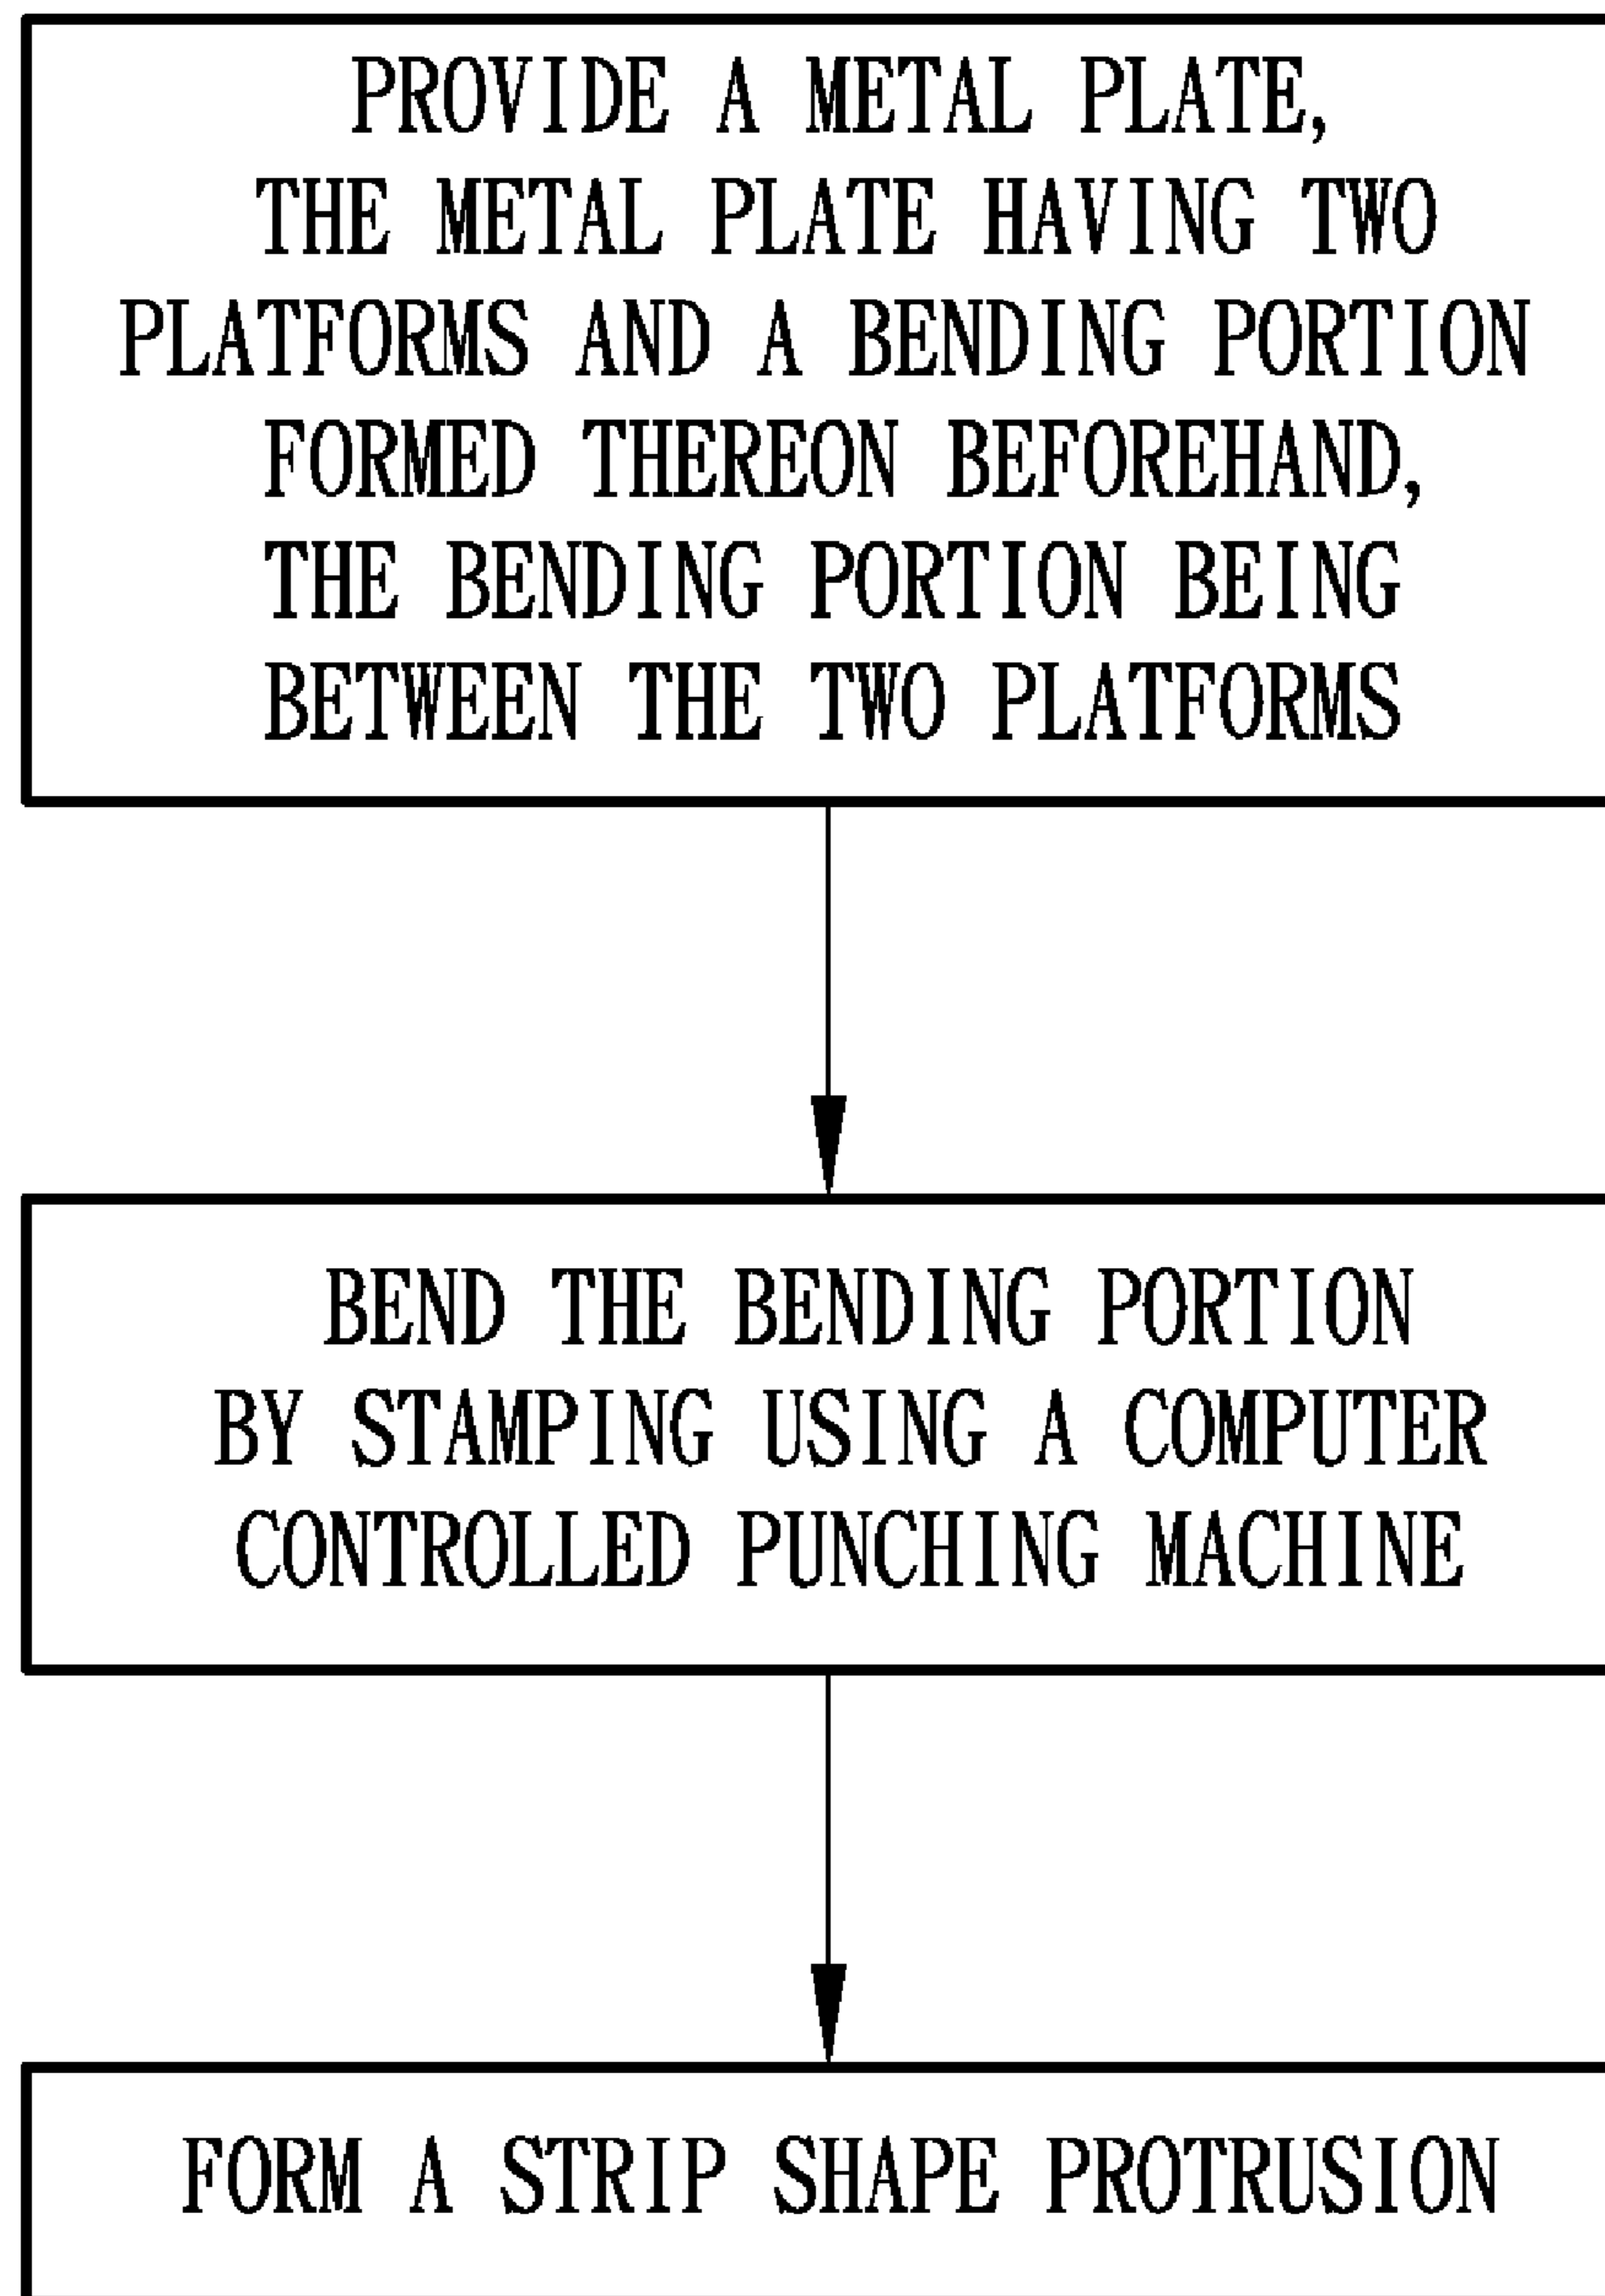 PROVIDE A METAL PLATE,
THE METAL PLATE HAVING TWO
PLATFORMS AND A BENDING PORTION
FORMED THEREON BEFOREHAND,
THE BENDING PORTION BEING
BETWEEN THE TWO PLATFORMS
BEND THE BENDING PORTION
BY STAMPING USING A COMPUTER
CONTROLLED PUNCHING MACHINE
FORM A STRIP SHAPE PROTRUSION